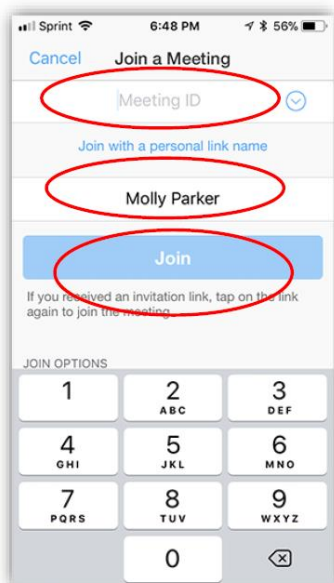 Sprint 6:48 PM 56%
Cancel Join a Meeting
Meeting ID
Join with a personal link name
Molly Parker
Join
If you received an invitation link, tap on the link
again to join the meeting
JOIN OPTIONS
1 2 3
ABC DEF
4 5 6
GHI JKL MNO
7 8 9
PQRS TUV WXYZ
0